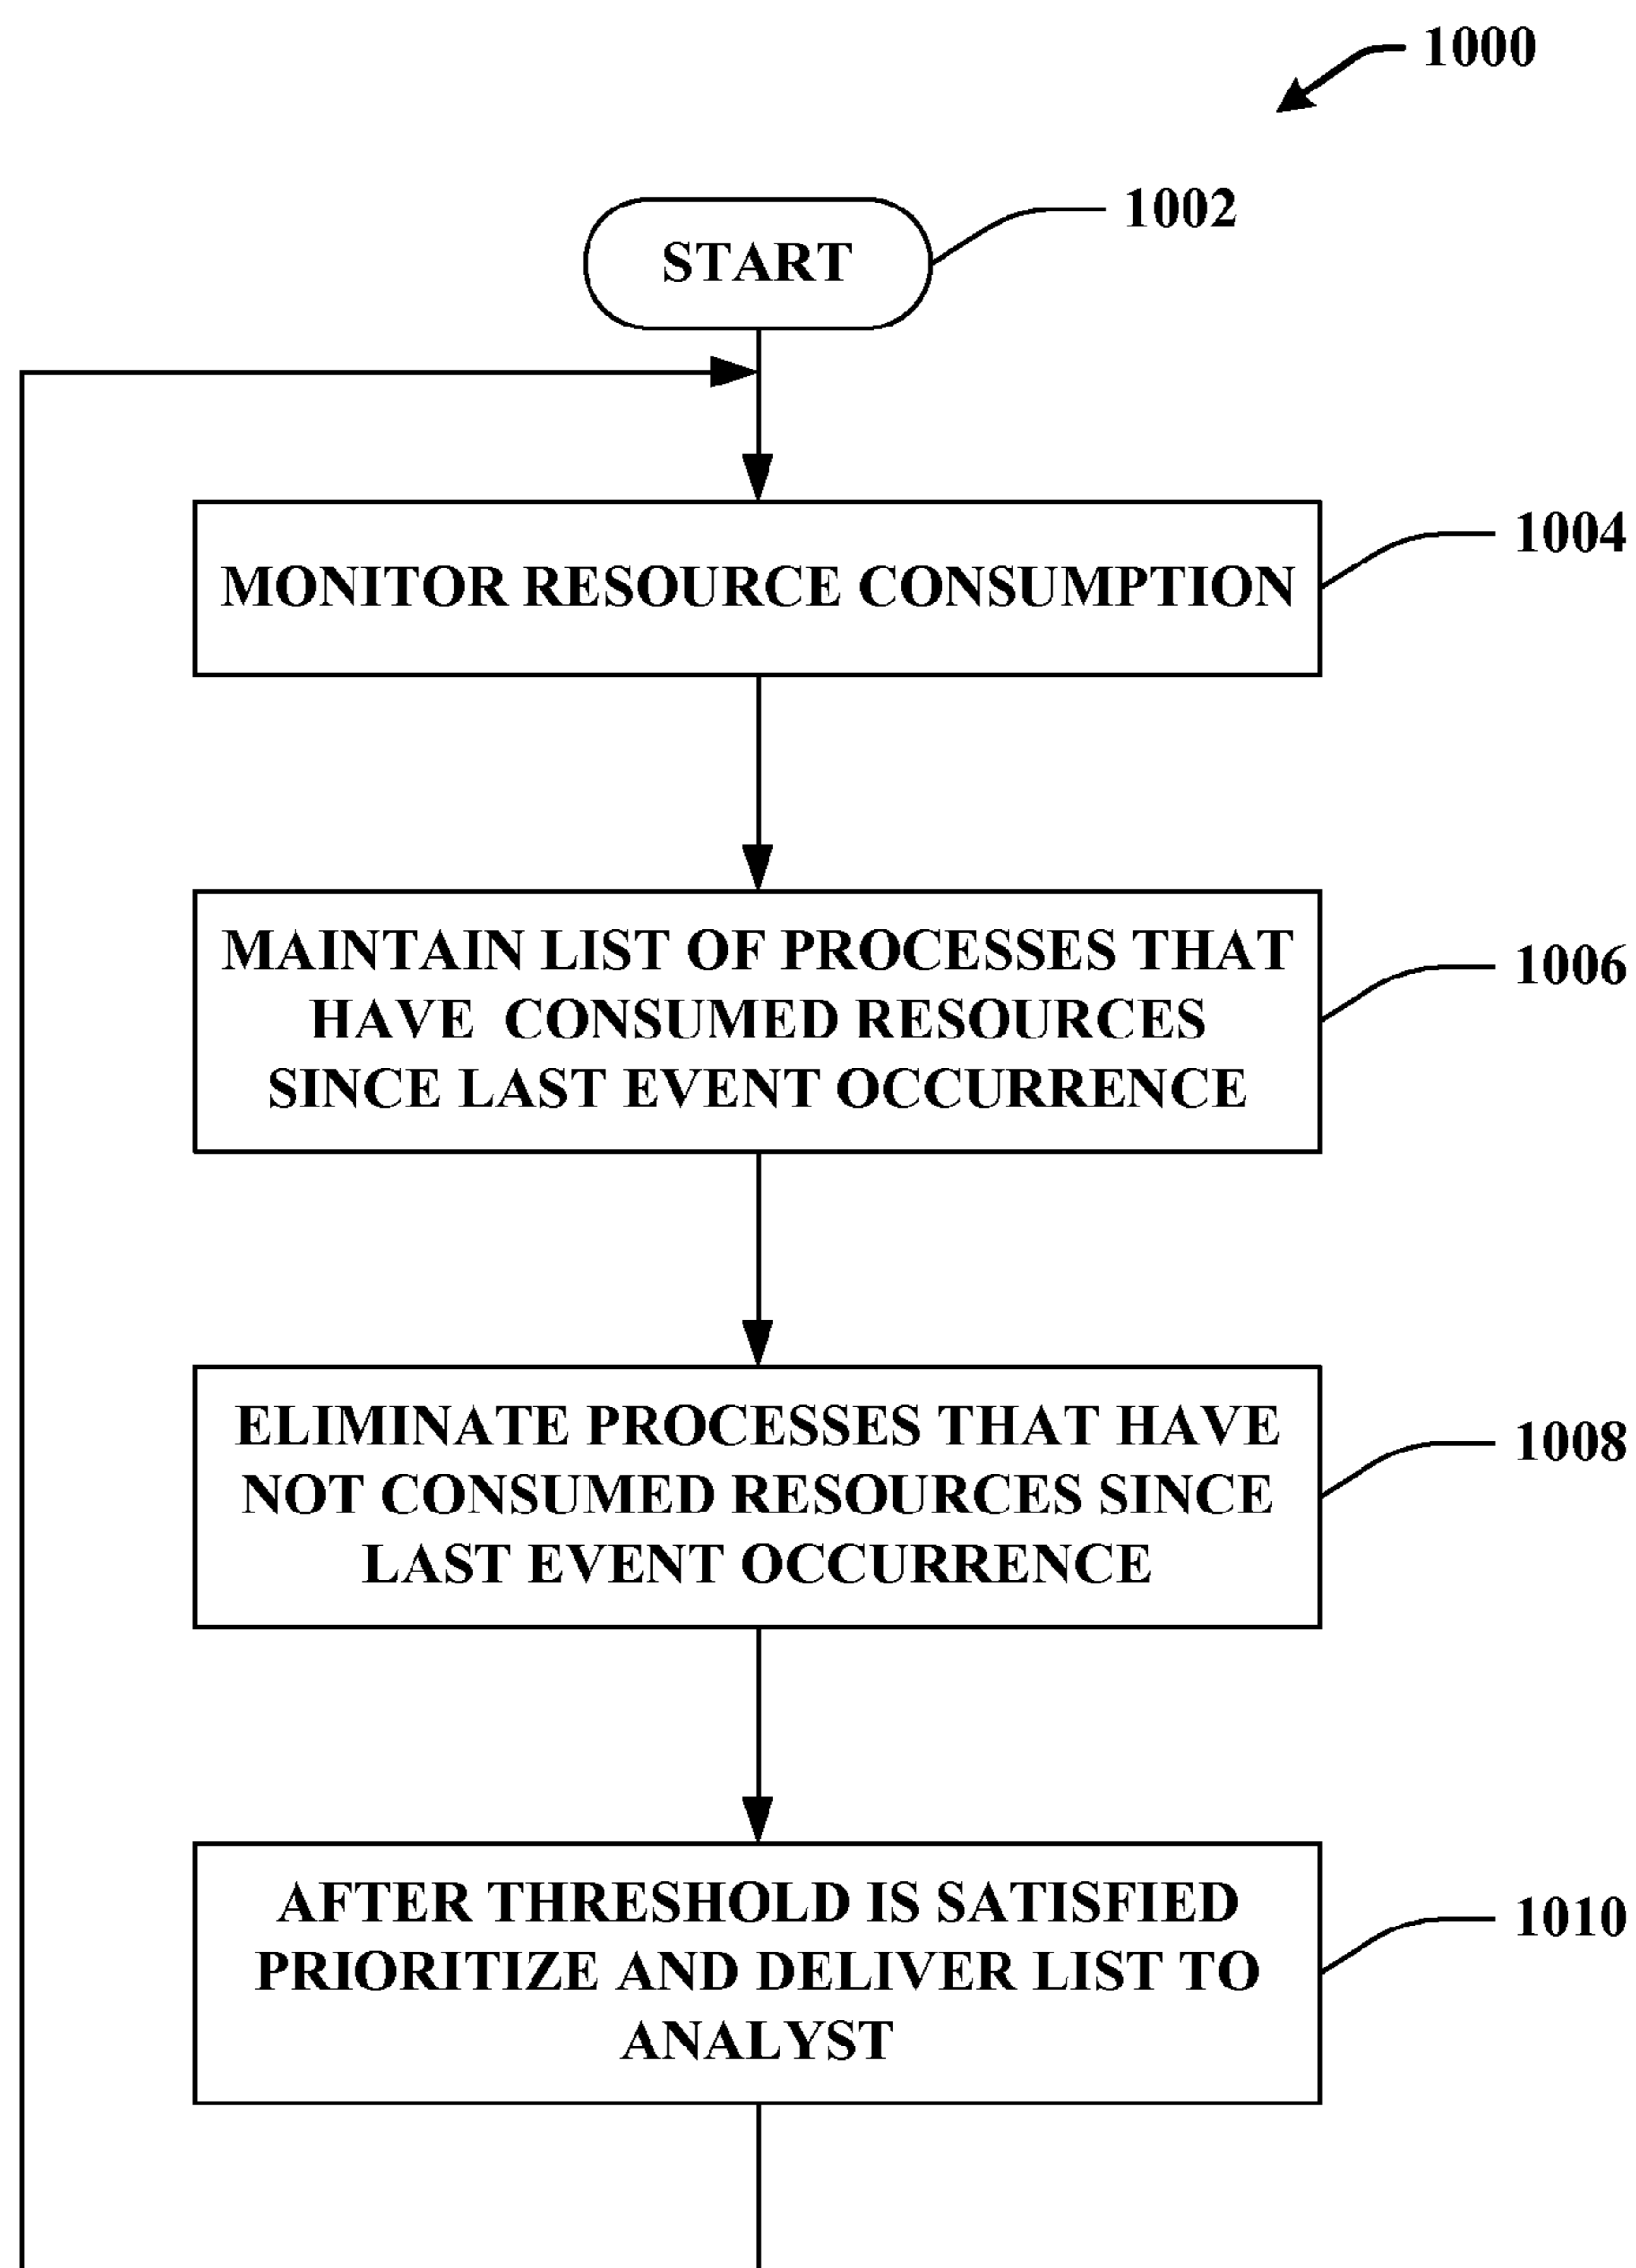 1000
START
1002
MONITOR RESOURCE CONSUMPTION
1004
MAINTAIN LIST OF PROCESSES THAT
HAVE CONSUMED RESOURCES
SINCE LAST EVENT OCCURRENCE
1006
ELIMINATE PROCESSES THAT HAVE
NOT CONSUMED RESOURCES SINCE
LAST EVENT OCCURRENCE
1008
AFTER THRESHOLD IS SATISFIED
PRIORITIZE AND DELIVER LIST TO
ANALYST
1010